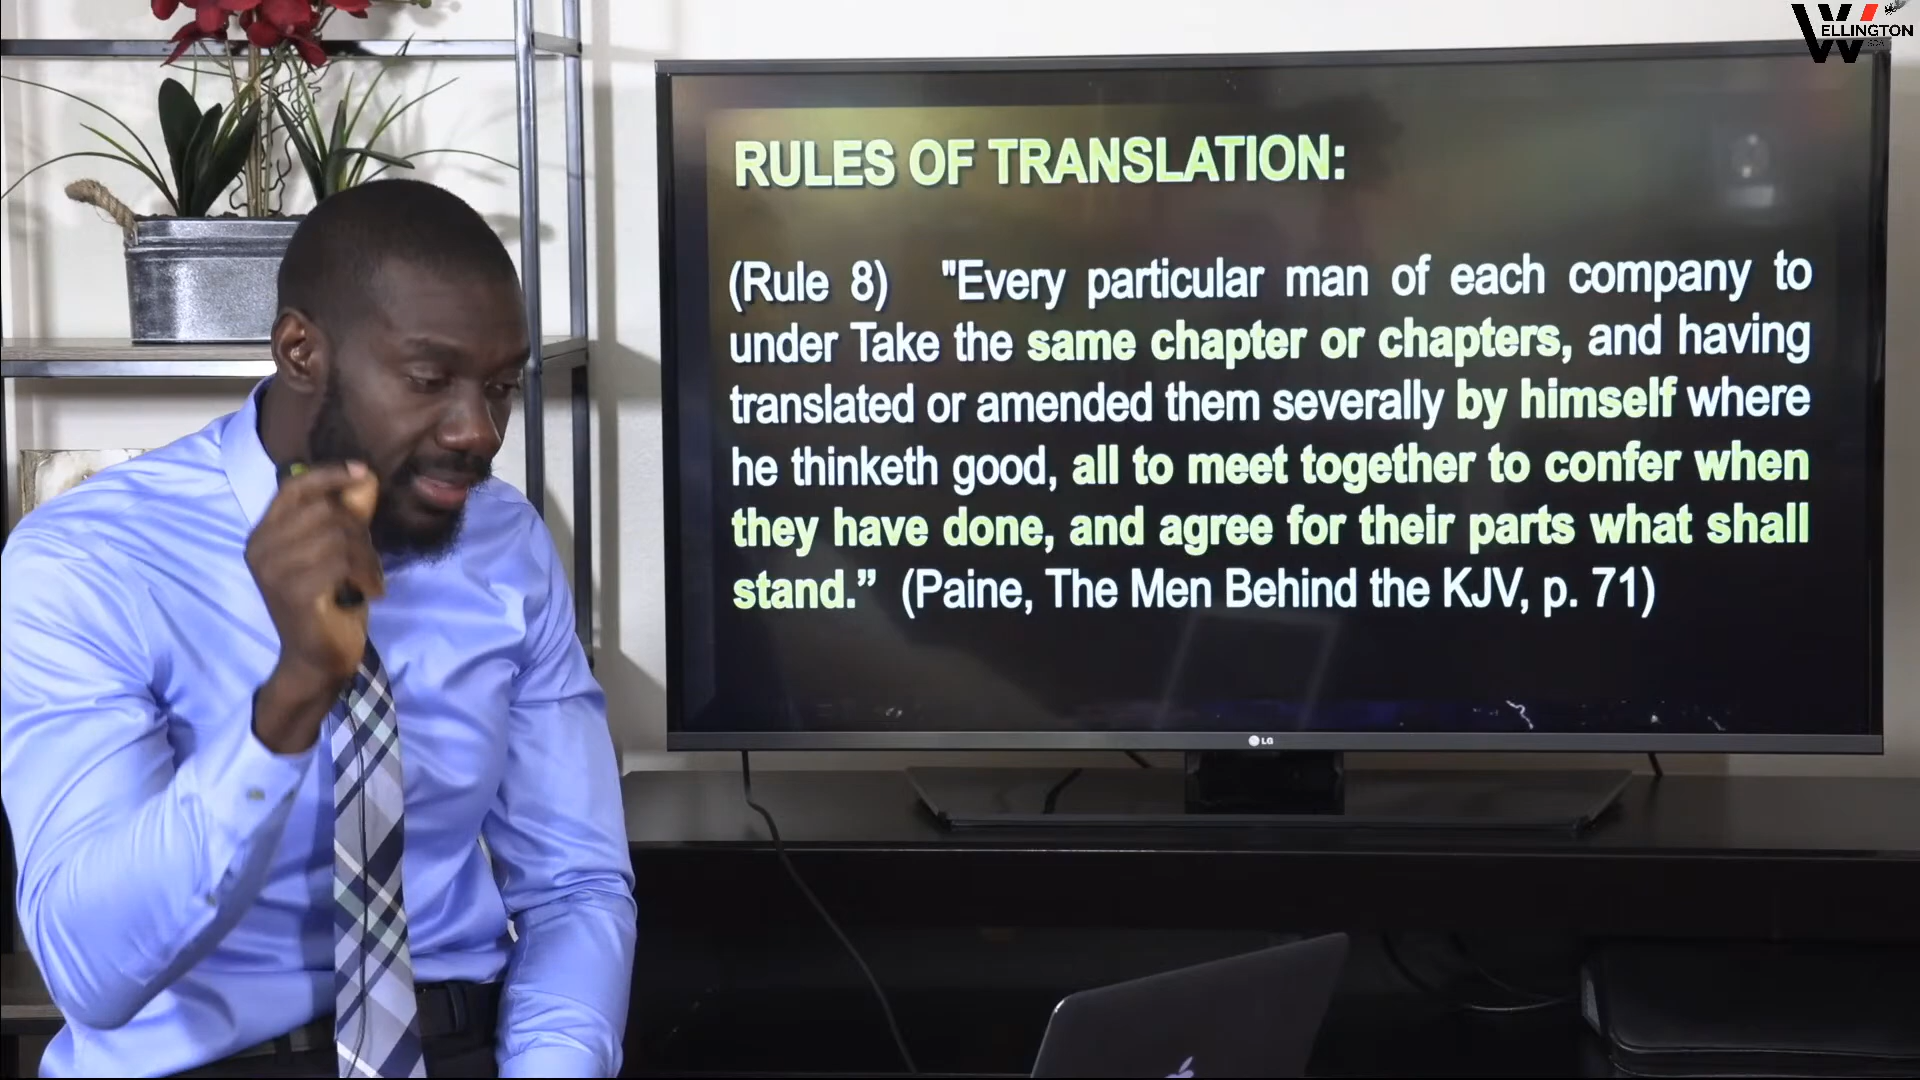 WELLINGTON
SDA
RULES OF TRANSLATION:
(Rule 8) "Every particular man of each company to
under Take the same chapter or chapters, and having
translated or amended them severally by himself where
he thinketh good, all to meet together to confer when
they have done, and agree for their parts what shall
stand.” (Paine, The Men Behind the KJV, p. 71)
LG